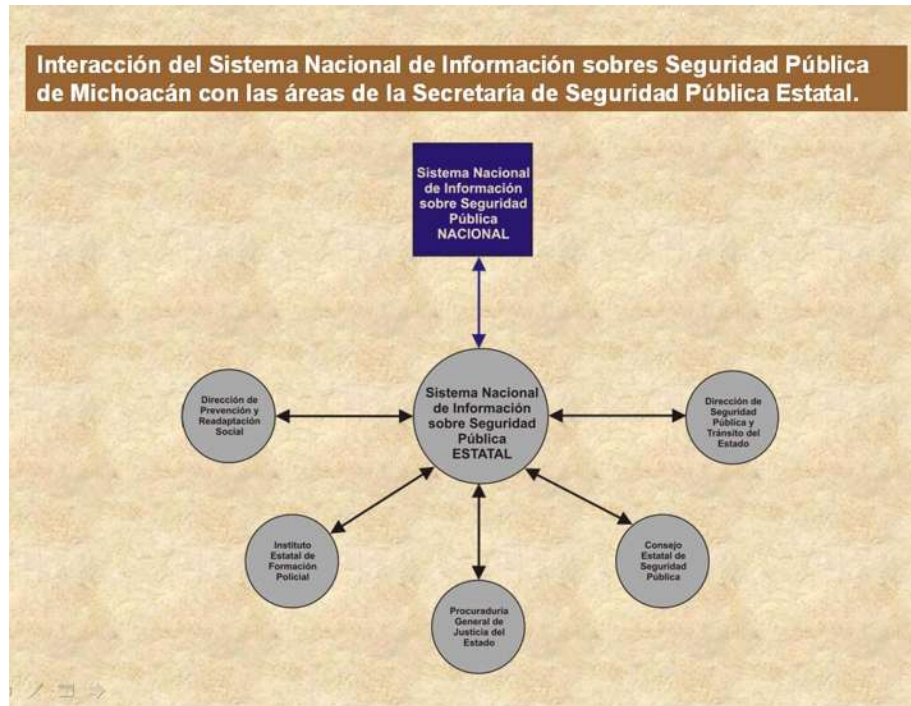 Interacción del Sistema Nacional de Información sobres Seguridad Pública
de Michoacán con las áreas de la Secretaría de Seguridad Pública Estatal.
Sistema Nacional
de Información
sobre Seguridad
Pública
NACIONAL
Dirección de
Prevención y
Readaptación
Social
Sistema Nacional
de Información
sobre Seguridad
Pública
ESTATAL
Dirección de
Seguridad
Pública y
Tránsito del
Estado
Instituto
Estatal de
Formación
Policial
Procuraduría
General de
Justicia del
Estado
Consejo
Estatal de
Seguridad
Pública